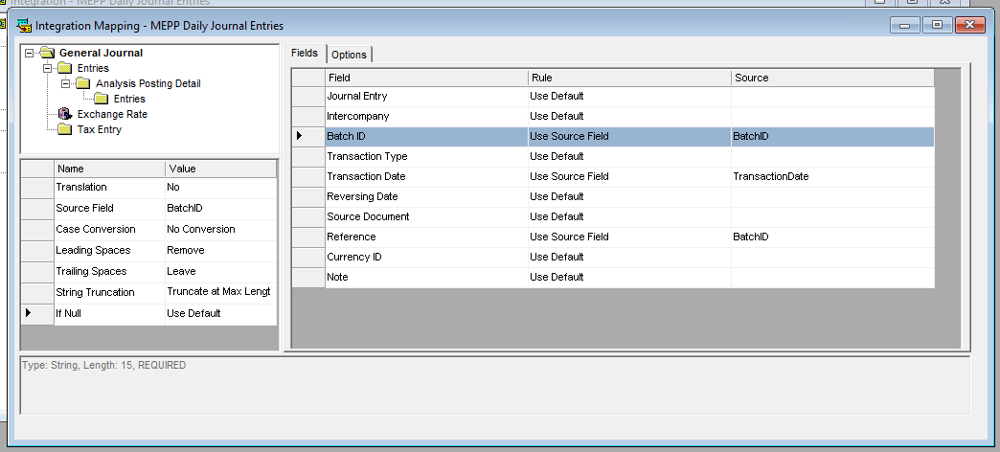 Integration - MEPP Daily Journal Entries
Integration Mapping - MEPP Daily Journal Entries
General Journal
Entries
Analysis Posting Detail
Entries
Exchange Rate
Tax Entry
Name Value
Translation No
Source Field BatchID
Case Conversion No Conversion
Leading Spaces Remove
Trailing Spaces Leave
String Truncation Truncate at Max Lengt
If Null Use Default
Fields Options
Field Rule Source
Journal Entry Use Default
Intercompany Use Default
Batch ID Use Source Field BatchID
Transaction Type Use Default
Transaction Date Use Source Field TransactionDate
Reversing Date Use Default
Source Document Use Default
Reference Use Source Field BatchID
Currency ID Use Default
Note Use Default
Type: String, Length: 15, REQUIRED